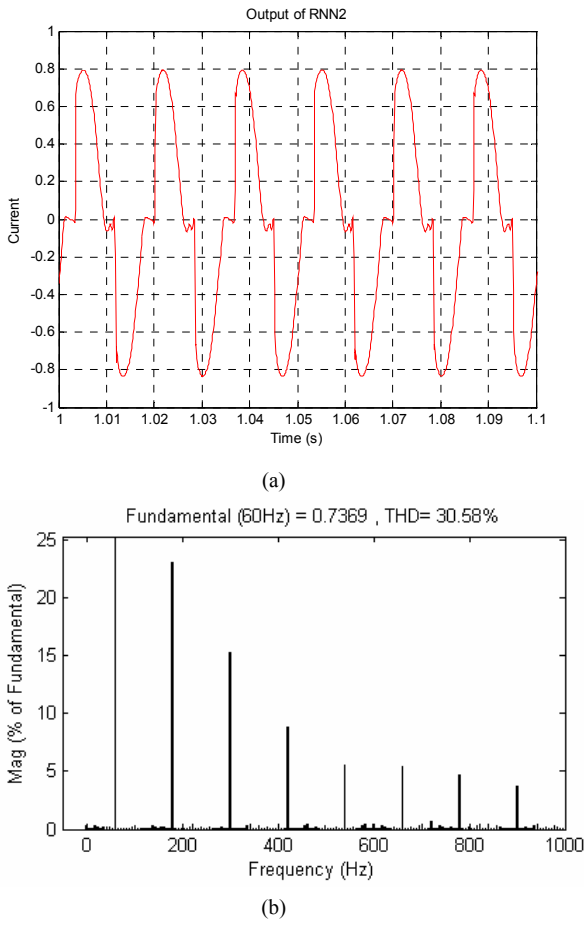 Output of RNN2
1
0.8
0.6
0.4
0.2
0
-0.2
-0.4
-0.6
-0.8
-1
Current
1 1.01 1.02 1.03 1.04 1.05 1.06 1.07 1.08 1.09 1.1
Time (s)
(a)
Fundamental (60Hz) = 0.7369 , THD= 30.58%
25
20
15
10
5
0
Mag (% of Fundamental)
0 200 400 600 800 1000
Frequency (Hz)
(b)